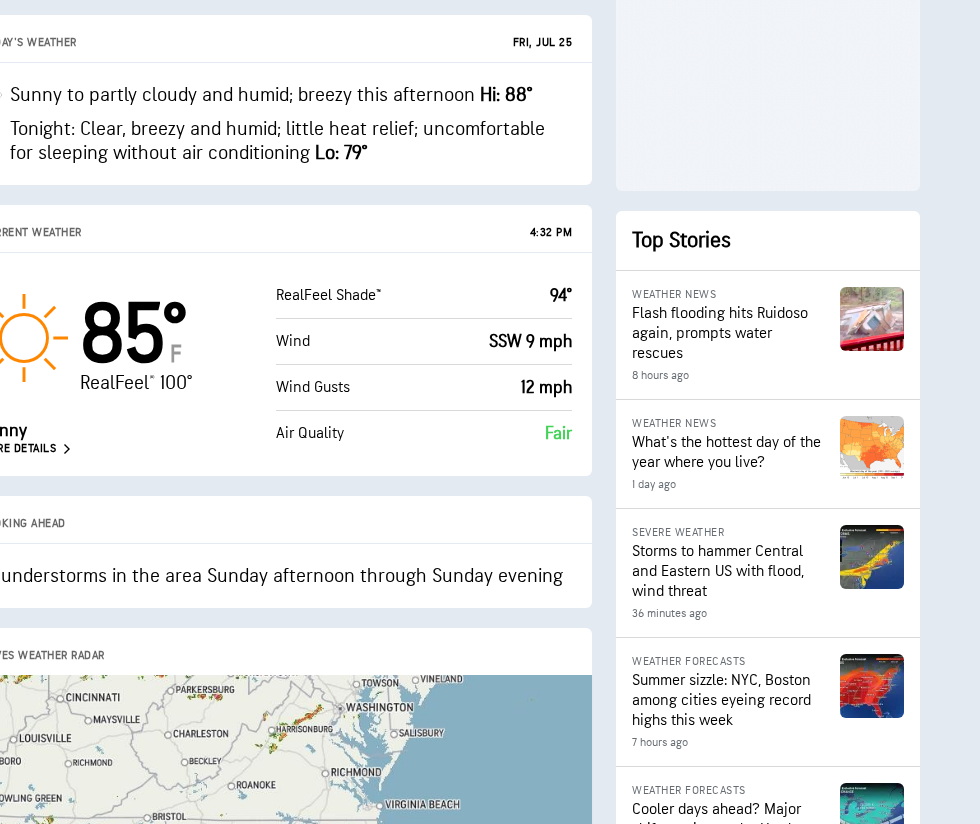 AY'S WEATHER
FRI, JUL 25
Sunny to partly cloudy and humid; breezy this afternoon Hi: 88°
Tonight: Clear, breezy and humid; little heat relief; uncomfortable
for sleeping without air conditioning Lo: 79°
RRENT WEATHER
4:32 PM
85°
F
RealFeel® 100°
nny
RE DETAILS
RealFeel Shade™
94°
Wind
SSW 9 mph
Wind Gusts
12 mph
Air Quality
Fair
KING AHEAD
understorms in the area Sunday afternoon through Sunday evening
ES WEATHER RADAR
CINCINNATI
PARKERSBURG
TOWSON
VINELAND
MAYSVILLE
WASHINGTON
LOUISVILLE
CHARLESTON
HARRISONBURG
SALISBURY
BORO
RICHMOND
BECKLEY
RICHMOND
ROANOKE
OWLING GREEN
VIRGINIA BEACH
BRISTOL
Top Stories
WEATHER NEWS
Flash flooding hits Ruidoso
again, prompts water
rescues
8 hours ago
WEATHER NEWS
What's the hottest day of the
year where you live?
1 day ago
SEVERE WEATHER
Storms to hammer Central
and Eastern US with flood,
wind threat
36 minutes ago
WEATHER FORECASTS
Summer sizzle: NYC, Boston
among cities eyeing record
highs this week
7 hours ago
WEATHER FORECASTS
Cooler days ahead? Major